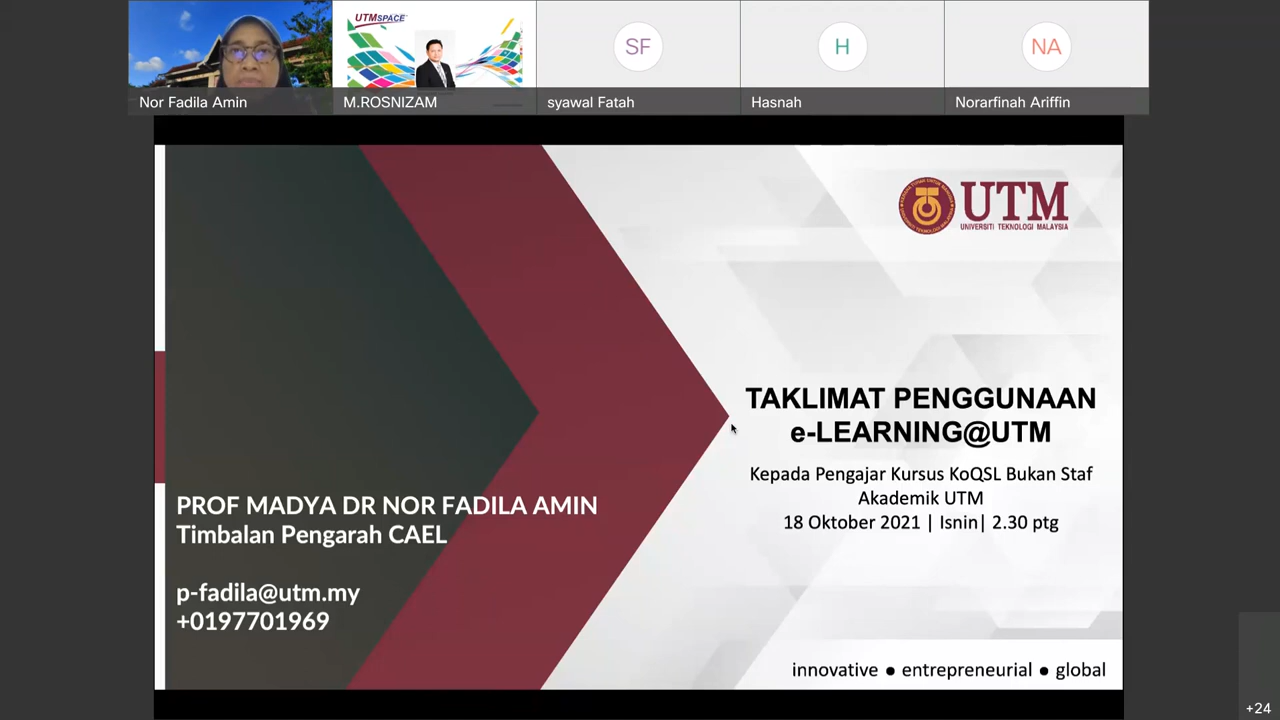 UTMSPACE
SF
H
NA
Nor Fadila Amin
M.ROSNIZAM
syawal Fatah
Hasnah
Norarfinah Ariffin
UTM
UNIVERSITI TEKNOLOGI MALAYSIA
TAKLIMAT PENGGUNAAN
e-LEARNING@UTM
Kepada Pengajar Kursus KoQSL Bukan Staf
Akademik UTM
18 Oktober 2021 | Isnin| 2.30 ptg
PROF MADYA DR NOR FADILA AMIN
Timbalan Pengarah CAEL
p-fadila@utm.my
+0197701969
innovative ● entrepreneurial ● global
+24